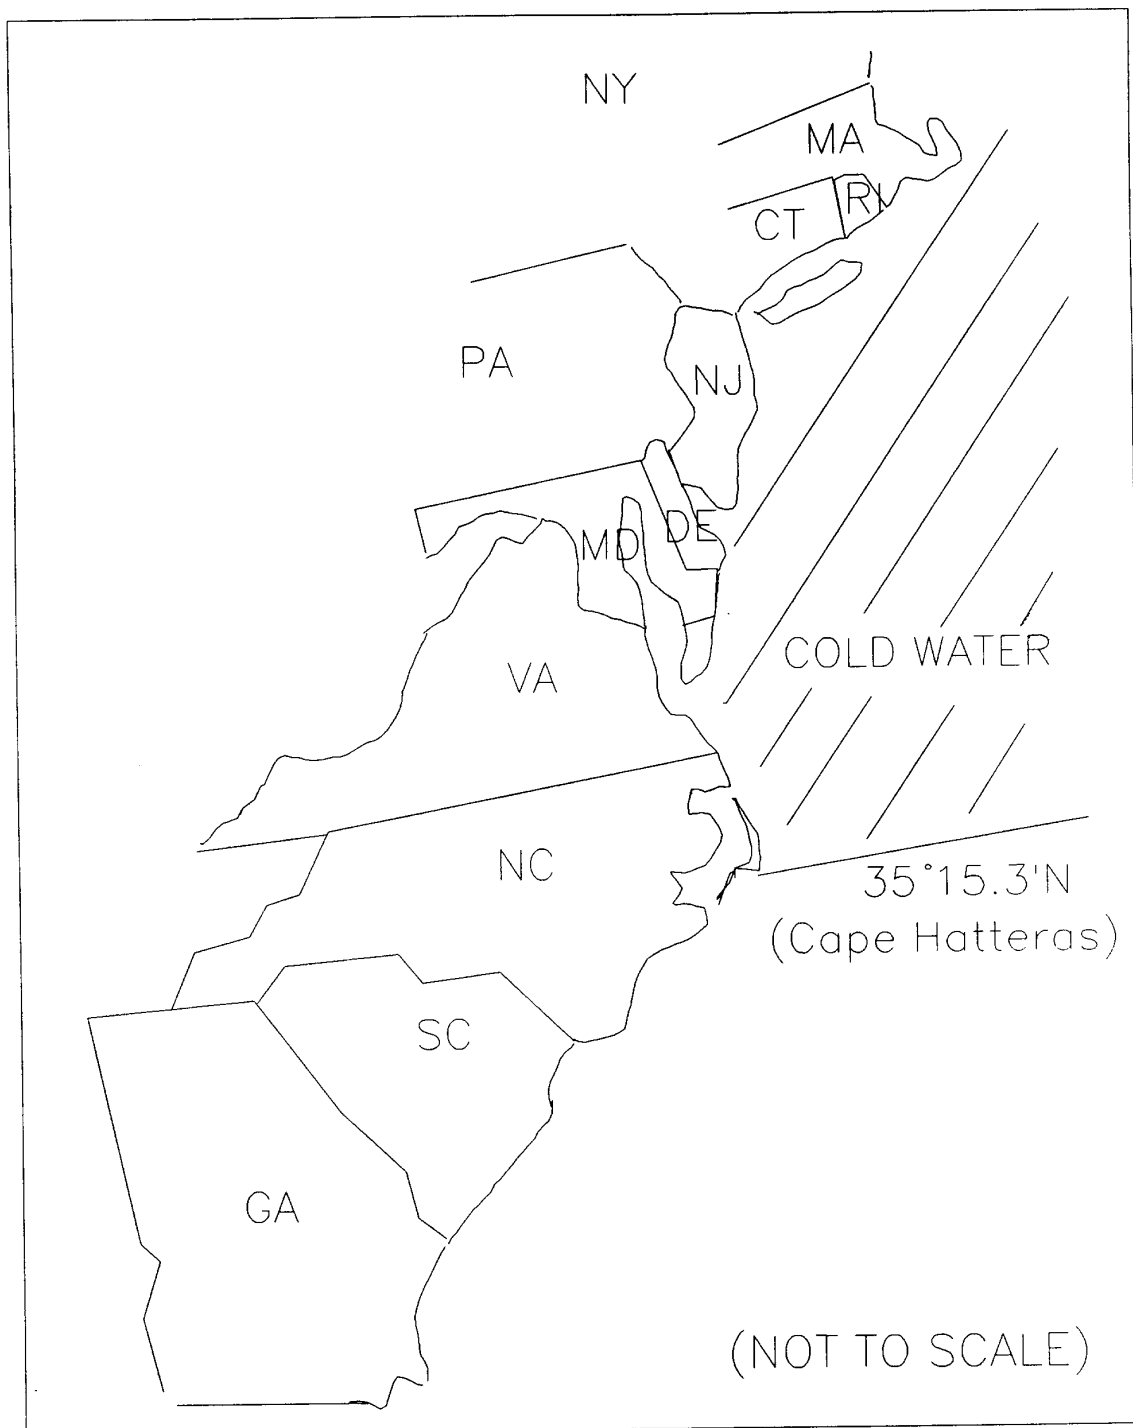 NY
MA
RI
CT
PA
NJ
DE
MD
COLD WATER
VA
NC
35°15.3'N
(Cape Hatteras)
SC
GA
(NOT TO SCALE)